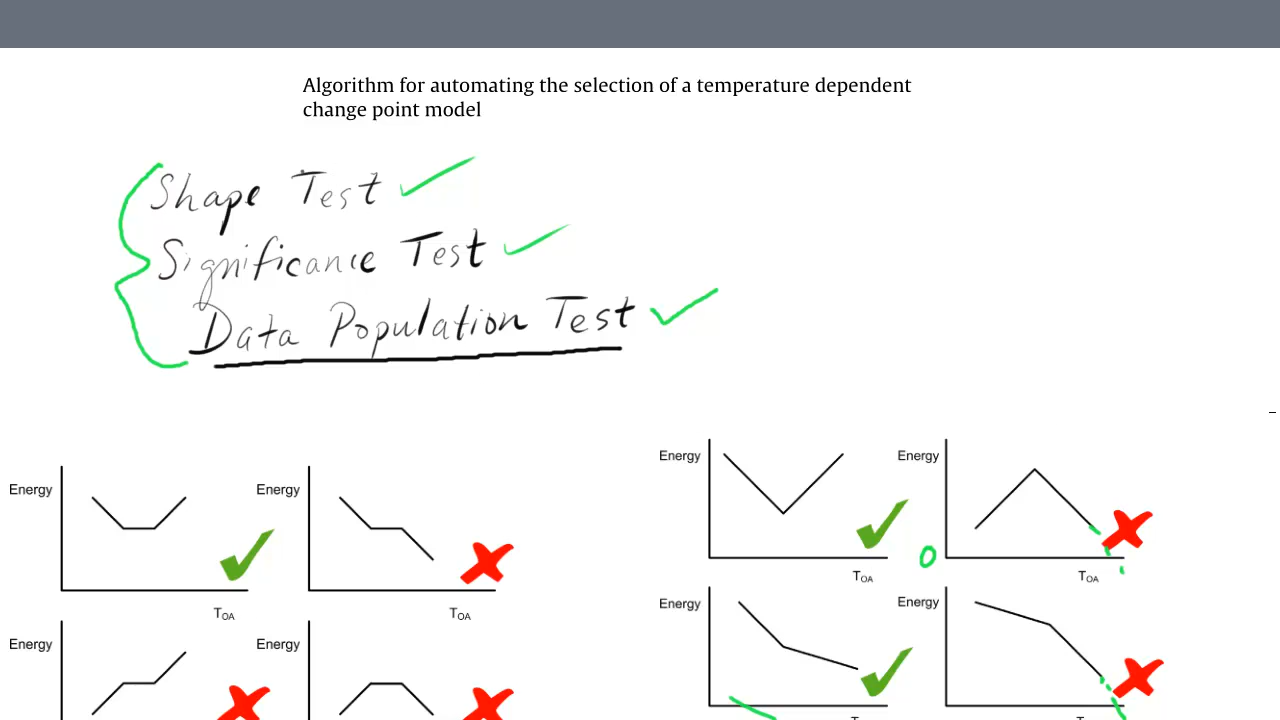 Algorithm for automating the selection of a temperature dependent
change point model
Shape Test
Significance Test
Data Population Test
Energy
TOA
Energy
TOA
Energy
TOA
0
Energy
TOA
Energy
Energy
Energy
Energy